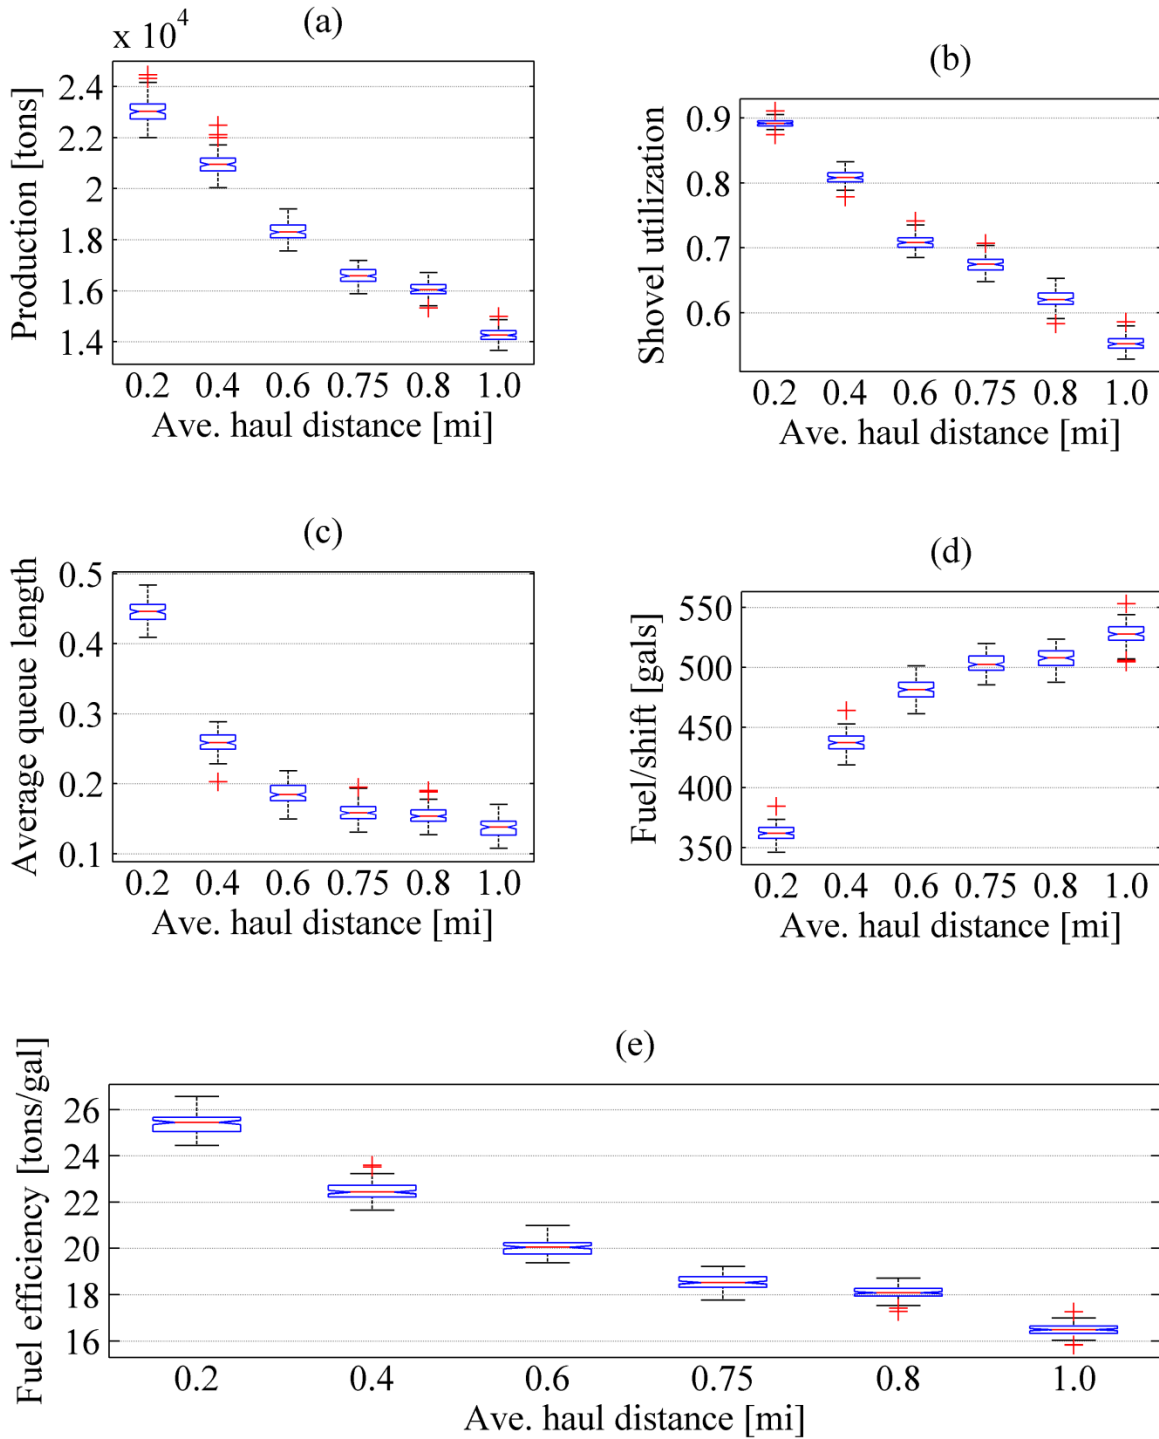 (a)
x 10^4
Production [tons]
2.4
2.2
2
1.8
1.6
1.4
0.2 0.4 0.6 0.75 0.8 1.0
Ave. haul distance [mi]
(b)
Shovel utilization
0.9
0.8
0.7
0.6
0.2 0.4 0.6 0.75 0.8 1.0
Ave. haul distance [mi]
(c)
Average queue length
0.5
0.4
0.3
0.2
0.1
0.2 0.4 0.6 0.75 0.8 1.0
Ave. haul distance [mi]
(d)
Fuel/shift [gals]
550
500
450
400
350
0.2 0.4 0.6 0.75 0.8 1.0
Ave. haul distance [mi]
(e)
Fuel efficiency [tons/gal]
26
24
22
20
18
16
0.2 0.4 0.6 0.75 0.8 1.0
Ave. haul distance [mi]